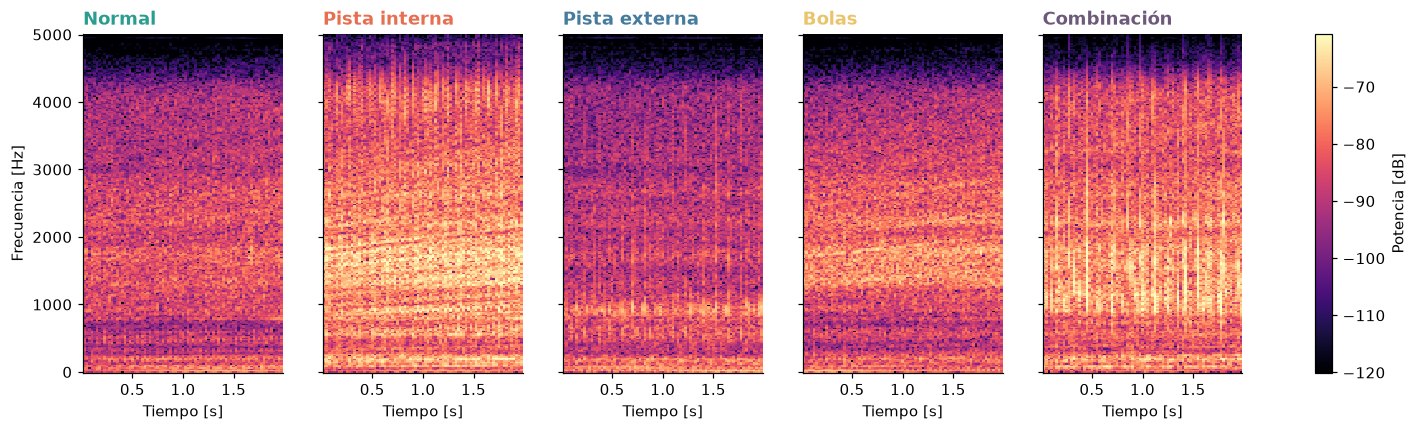 Normal
Pista interna
Pista externa
Bolas
Combinación
Frecuencia [Hz]
5000
4000
3000
2000
1000
0
0.5 1.0 1.5
Tiempo [s]
0.5 1.0 1.5
Tiempo [s]
0.5 1.0 1.5
Tiempo [s]
0.5 1.0 1.5
Tiempo [s]
0.5 1.0 1.5
Tiempo [s]
−70
−80
−90
−100
−110
−120
Potencia [dB]